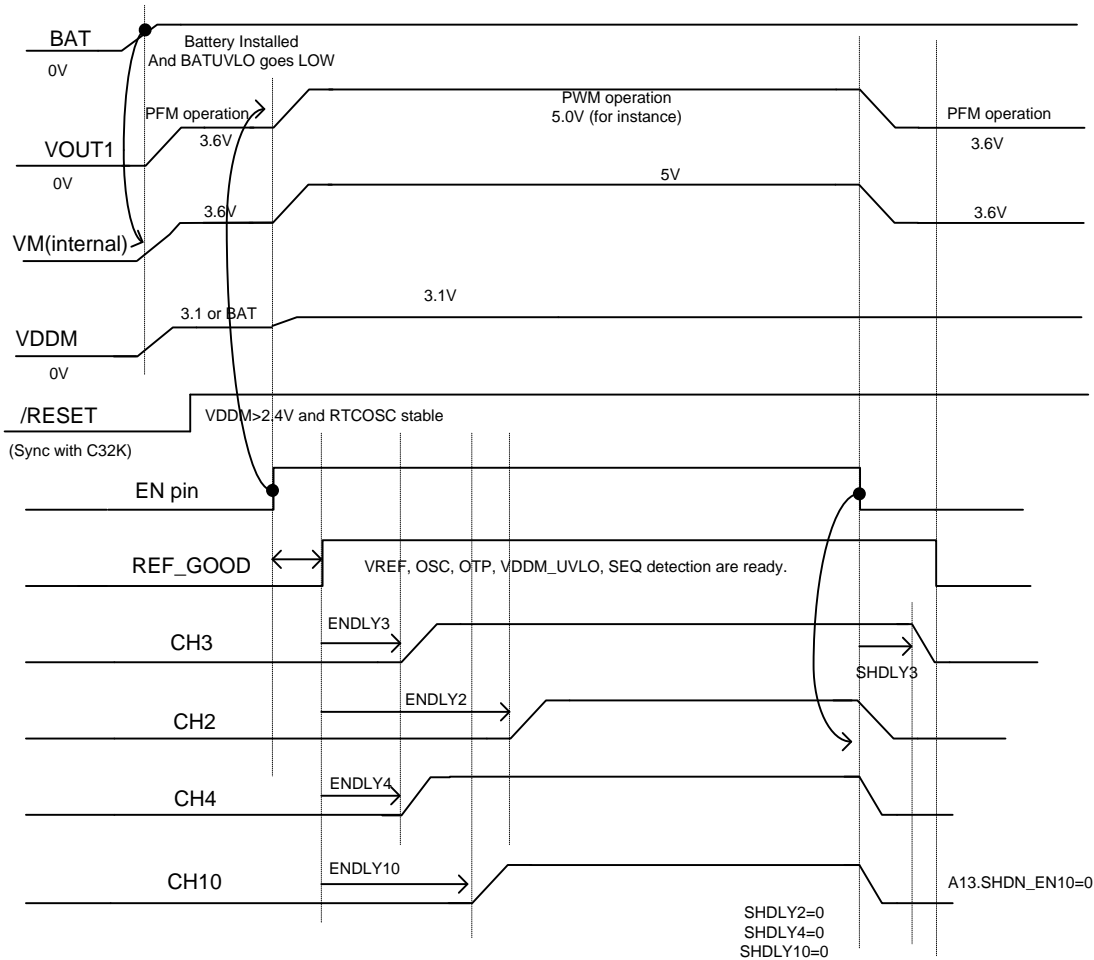 BAT
0V
Battery Installed
And BATUVLO goes LOW
VOUT1
0V
PFM operation
3.6V
PWM operation
5.0V (for instance)
PFM operation
3.6V
VM(internal)
3.6V
5V
3.6V
VDDM
0V
3.1 or BAT
3.1V
/RESET
(Sync with C32K)
VDDM>2.4V and RTCOSC stable
EN pin
REF_GOOD
VREF, OSC, OTP, VDDM_UVLO, SEQ detection are ready.
CH3
ENDLY3
SHDLY3
CH2
ENDLY2
CH4
ENDLY4
CH10
ENDLY10
A13.SHDN_EN10=0
SHDLY2=0
SHDLY4=0
SHDLY10=0